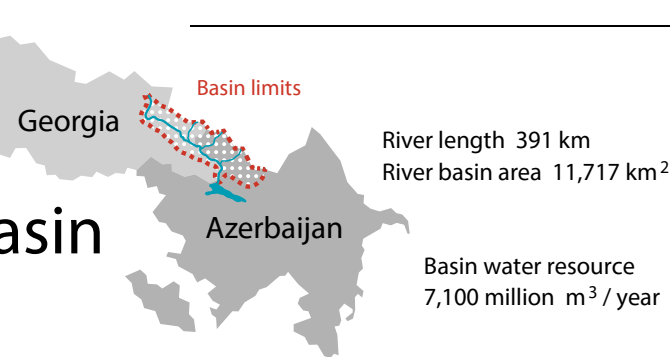 Basin limits
Georgia
River length 391 km
River basin area 11,717 km²
asin
Azerbaijan
Basin water resource
7,100 million m³ / year